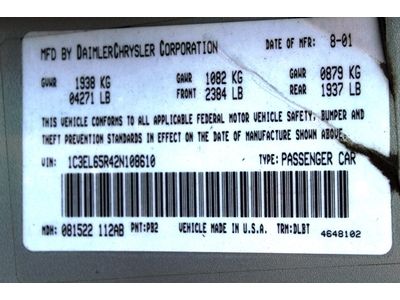 MFD BY DAIMLERCHRYSLER CORPORATION DATE OF MFR: 8-01
GVWR 1938 KG GAWR 1082 KG GAWR 0879 KG
04271 LB FRONT 2384 LB REAR 1937 LB
THIS VEHICLE CONFORMS TO ALL APPLICABLE FEDERAL MOTOR VEHICLE SAFETY, BUMPER AND
THEFT PREVENTION STANDARDS IN EFFECT ON THE DATE OF MANUFACTURE SHOWN ABOVE.
VIN: 1C3EL65R42N108610 TYPE: PASSENGER CAR
MDH: 081522 112AB PNT:PB2 VEHICLE MADE IN U.S.A. TRM:DLBT 4648102